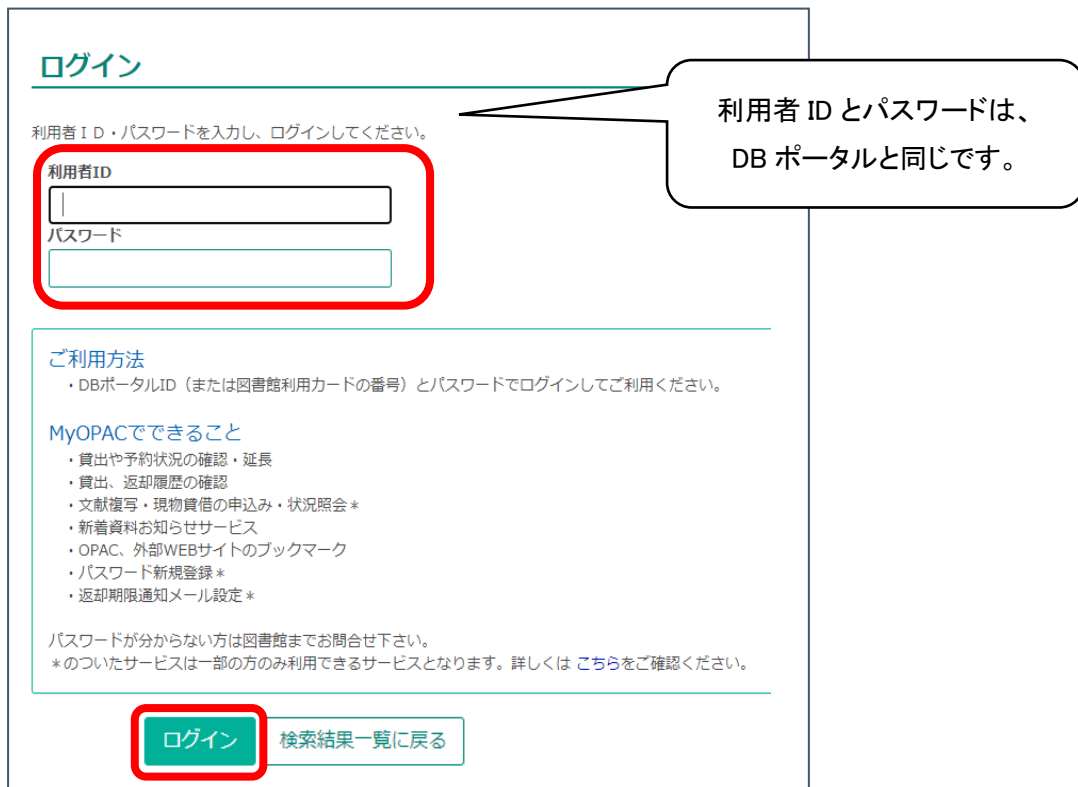 ログイン
利用者 ID とパスワードは、
DB ポータルと同じです。
利用者ＩＤ・パスワードを入力し、ログインしてください。
利用者ID
パスワード
ご利用方法
・DBポータルID（または図書館利用カードの番号）とパスワードでログインしてご利用ください。
MyOPACでできること
・貸出や予約状況の確認・延長
・貸出、返却履歴の確認
・文献複写・現物貸借の申込み・状況照会＊
・新着資料お知らせサービス
・OPAC、外部WEBサイトのブックマーク
・パスワード新規登録＊
・返却期限通知メール設定＊
パスワードが分からない方は図書館までお問合せ下さい。
＊のついたサービスは一部の方のみ利用できるサービスとなります。詳しくは こちらをご確認ください。
ログイン 検索結果一覧に戻る